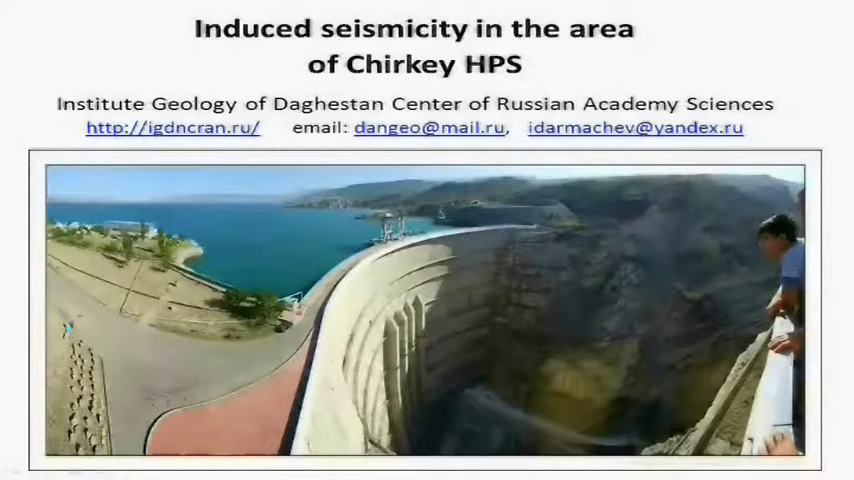 Induced seismicity in the area
of Chirkey HPS
Institute Geology of Daghestan Center of Russian Academy Sciences
http://igdncran.ru/ email: dangeo@mail.ru, idarmachev@yandex.ru